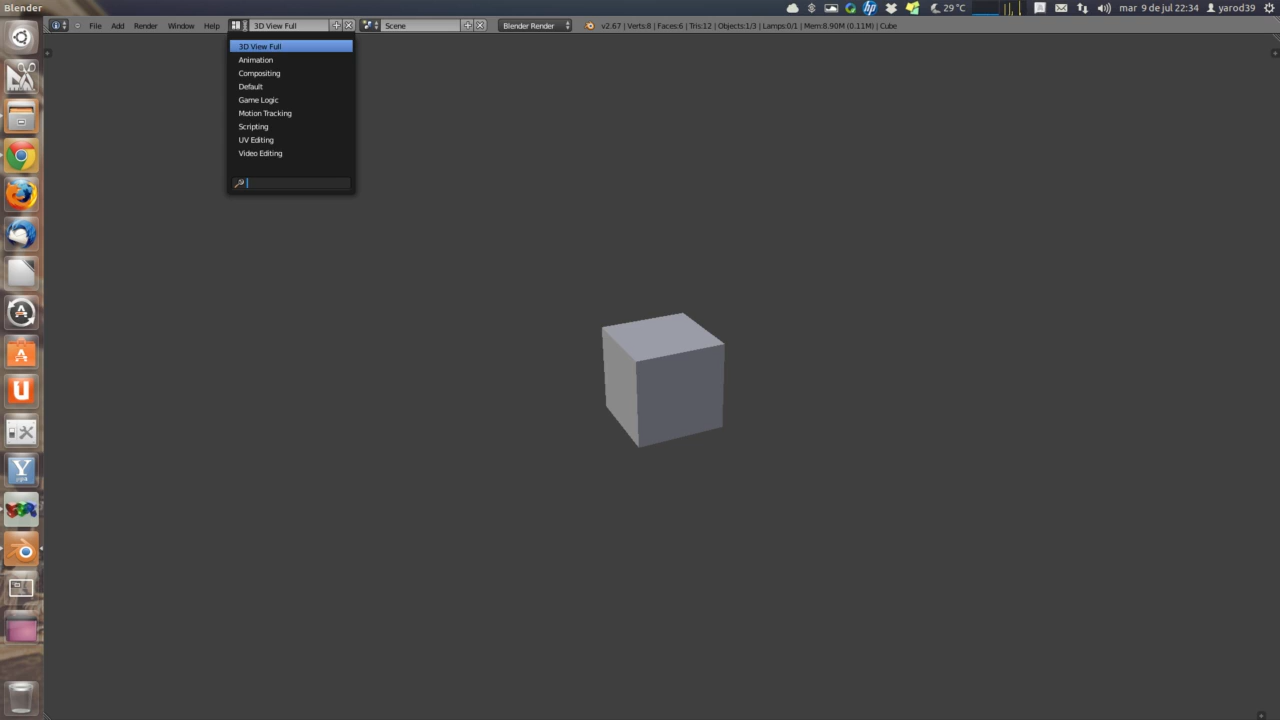 Blender
29 °C
mar 9 de jul 22:34
yarod39
File Add Render Window Help
3D View Full
Scene
Blender Render
v2.67 | Verts:8 | Faces:6 | Tris:12 | Objects:1/3 | Lamps:0/1 | Mem:8.90M (0.11M) | Cube
3D View Full
Animation
Compositing
Default
Game Logic
Motion Tracking
Scripting
UV Editing
Video Editing